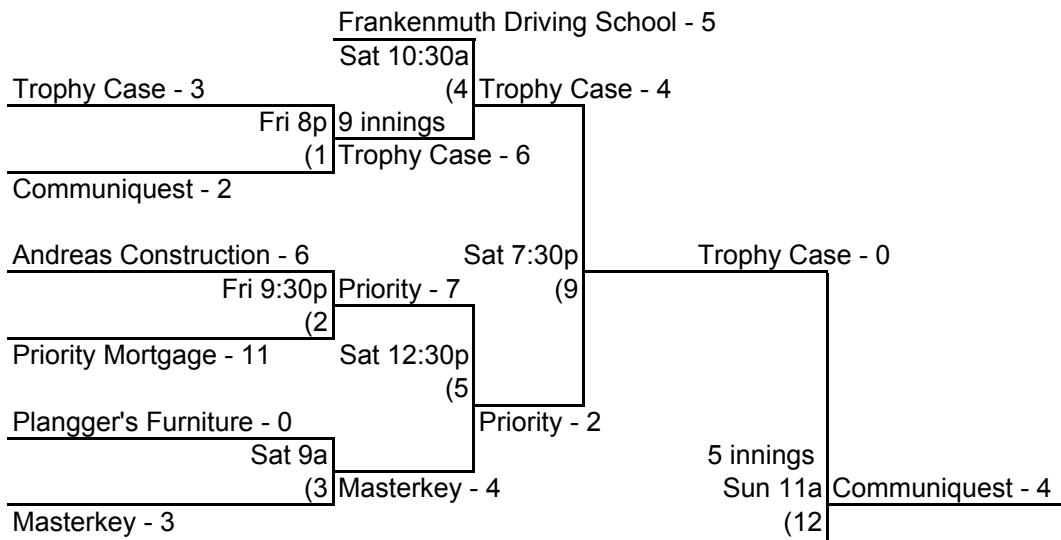 Frankenmuth Driving School - 5
Sat 10:30a
Trophy Case - 3
(4 Trophy Case - 4
Fri 8p 9 innings
(1 Trophy Case - 6
Communiquest - 2
Andreas Construction - 6
Sat 7:30p
Trophy Case - 0
Fri 9:30p Priority - 7
(9
(2
Priority Mortgage - 11
Sat 12:30p
(5
Plangger's Furniture - 0
Priority - 2
Sat 9a
5 innings
(3 Masterkey - 4
Sun 11a Communiquest - 4
Masterkey - 3
(12